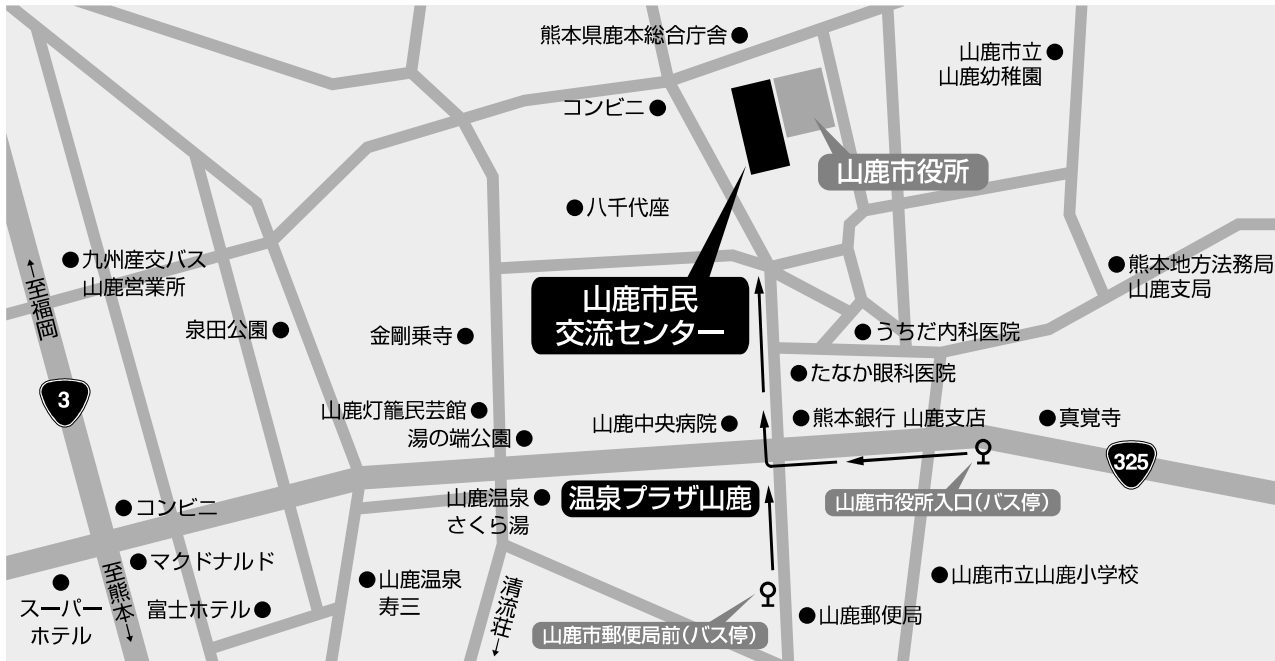 熊本県鹿本総合庁舎
山鹿市立
山鹿幼稚園
コンビニ
山鹿市役所
八千代座
九州産交バス
山鹿営業所
熊本地方法務局
山鹿支局
←至福岡
山鹿市民
交流センター
泉田公園
金剛乗寺
うちだ内科医院
たなか眼科医院
3
山鹿灯籠民芸館
湯の端公園
山鹿中央病院
熊本銀行 山鹿支店
真覚寺
325
山鹿温泉
さくら湯
温泉プラザ山鹿
山鹿市役所入口(バス停)
コンビニ
マクドナルド
至熊本→
スーパー
ホテル
富士ホテル
山鹿温泉
寿三
清流荘→
山鹿市立山鹿小学校
山鹿郵便局
山鹿市郵便局前(バス停)